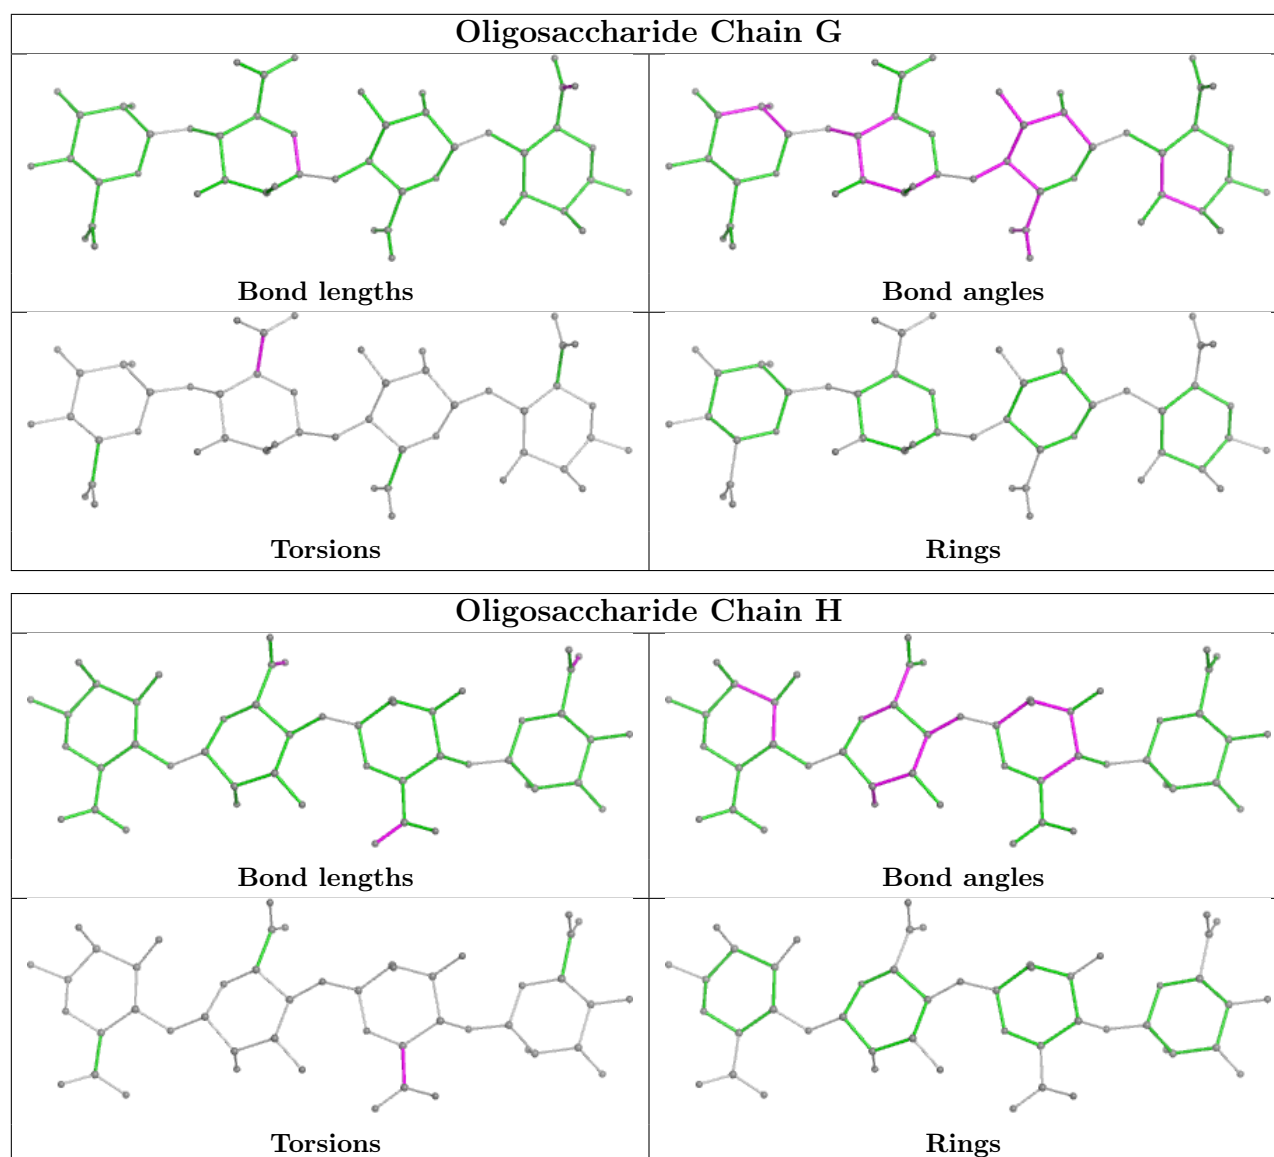 Oligosaccharide Chain G
Bond lengths
Bond angles
Torsions
Rings
Oligosaccharide Chain H
Bond lengths
Bond angles
Torsions
Rings